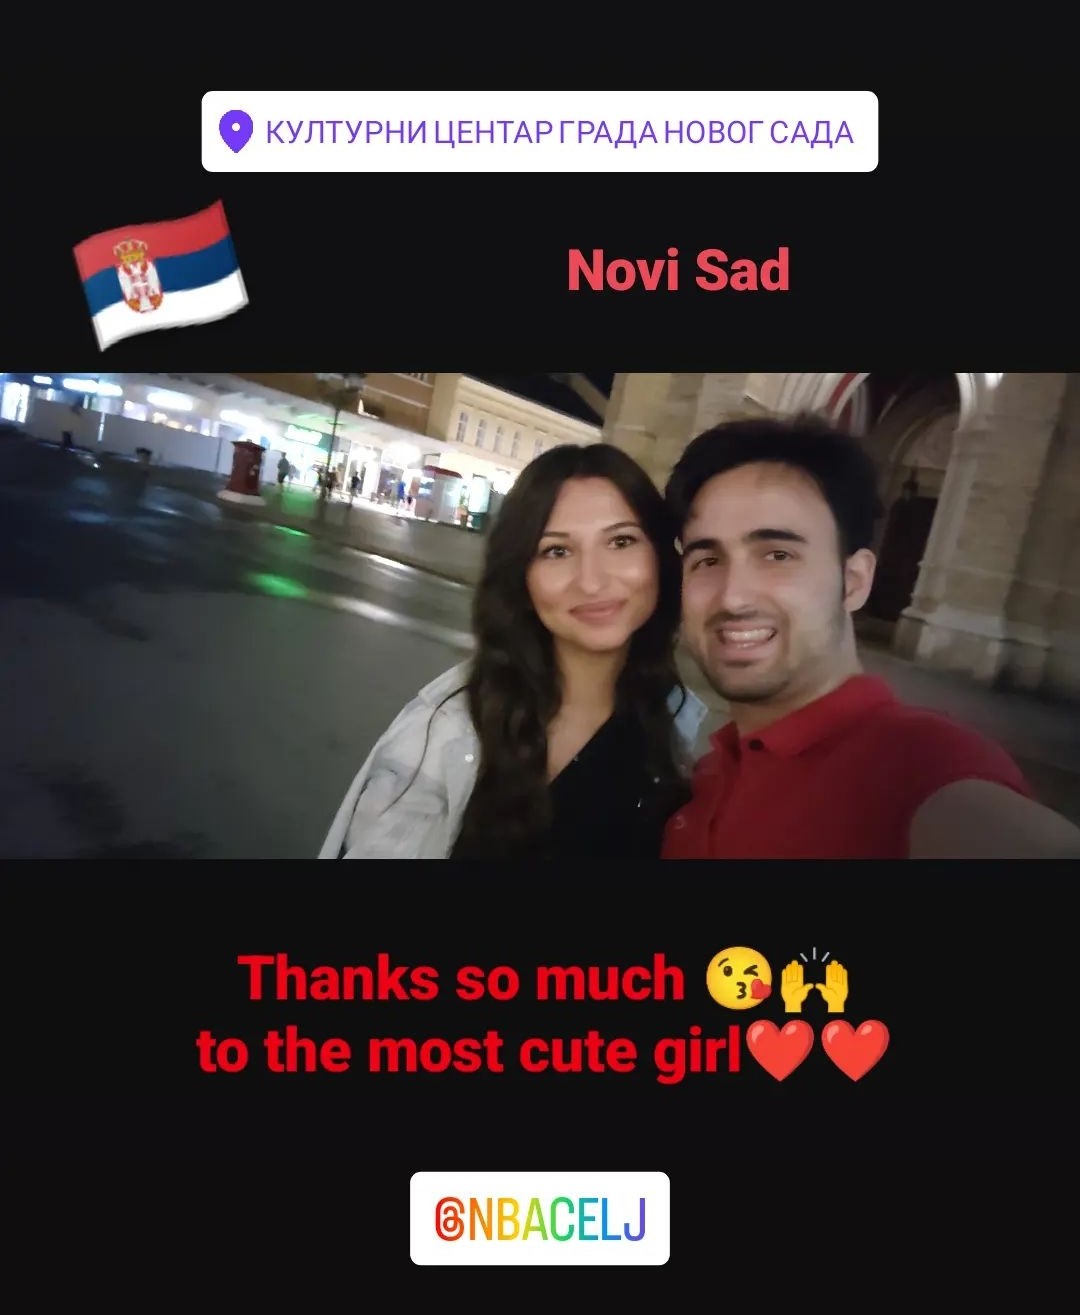 КУЛТУРНИ ЦЕНТАР ГРАДА НОВОГ САДА
Novi Sad
Thanks so much 😘🙌
to the most cute girl❤️❤️
@NBACELJ